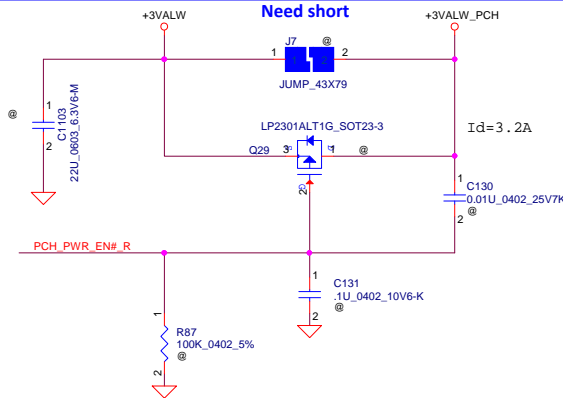 Need short
+3VALW
+3VALW_PCH
J7
@
1
2
JUMP_43X79
@
1
2
C1103
22U_0603_6.3V6-M
LP2301ALT1G_SOT23-3
Q29
3
1
@
S
D
G
2
Id=3.2A
1
C130
0.01U_0402_25V7K
2
@
PCH_PWR_EN#_R
1
C131
.1U_0402_10V6-K
@
2
1
R87
100K_0402_5%
@
2